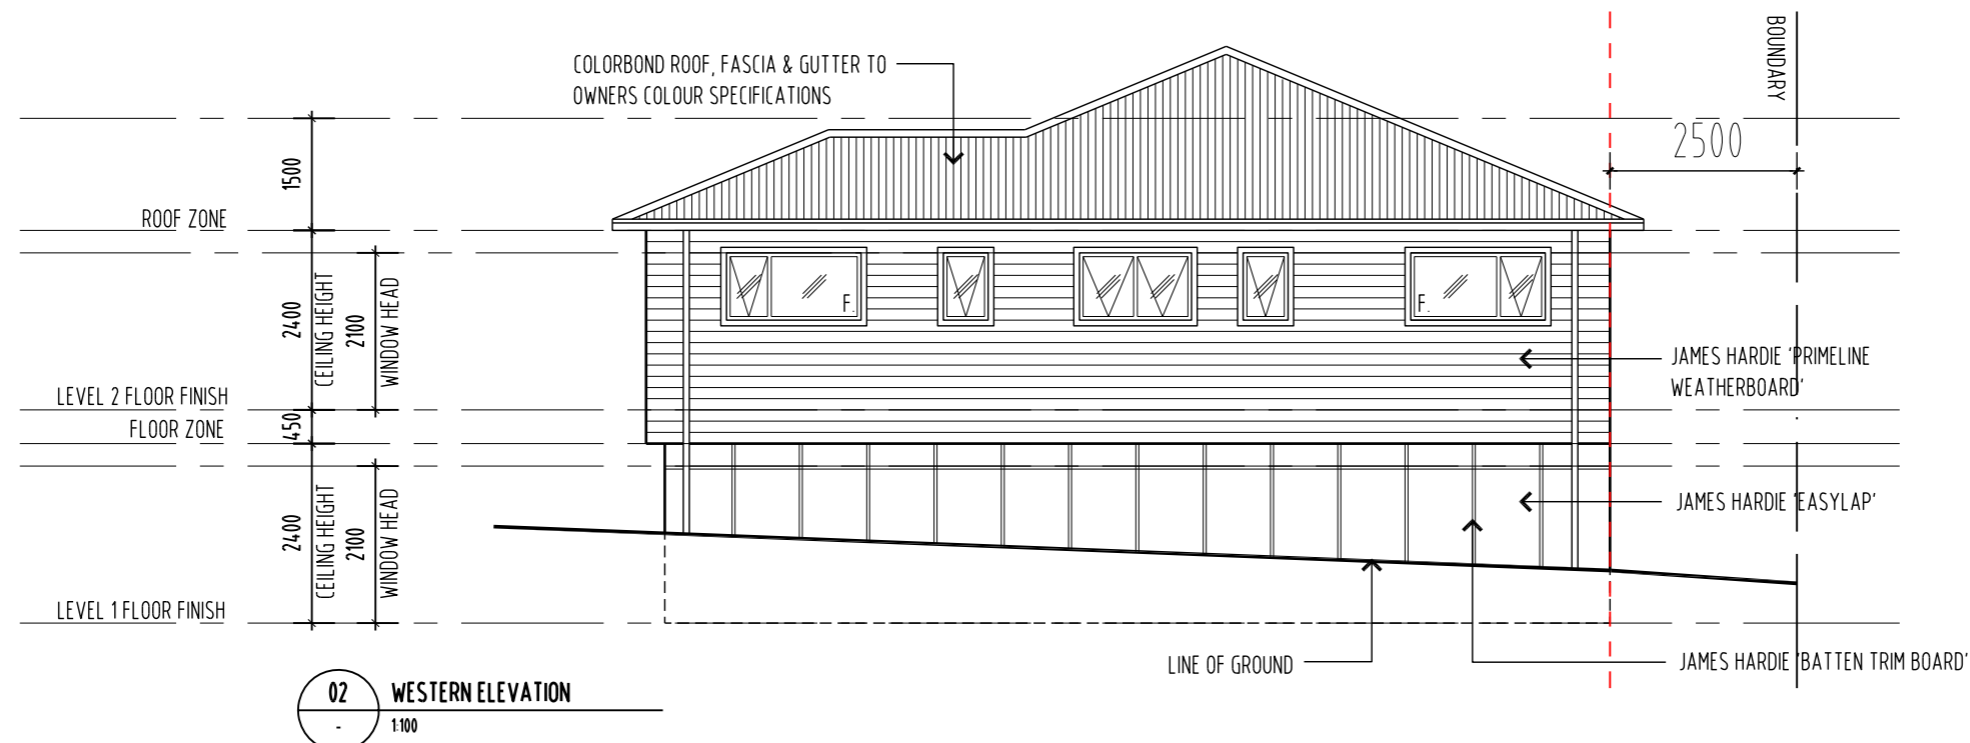 BOUNDARY
COLORBOND ROOF, FASCIA & GUTTER TO
OWNERS COLOUR SPECIFICATIONS
2500
1500
ROOF ZONE
2400
CEILING HEIGHT
2100
WINDOW HEAD
F.
F.
JAMES HARDIE 'PRIMELINE
WEATHERBOARD'
LEVEL 2 FLOOR FINISH
450
FLOOR ZONE
2400
CEILING HEIGHT
2100
WINDOW HEAD
JAMES HARDIE 'EASYLAP'
LEVEL 1 FLOOR FINISH
LINE OF GROUND
JAMES HARDIE 'BATTEN TRIM BOARD'
02
WESTERN ELEVATION
-
1:100